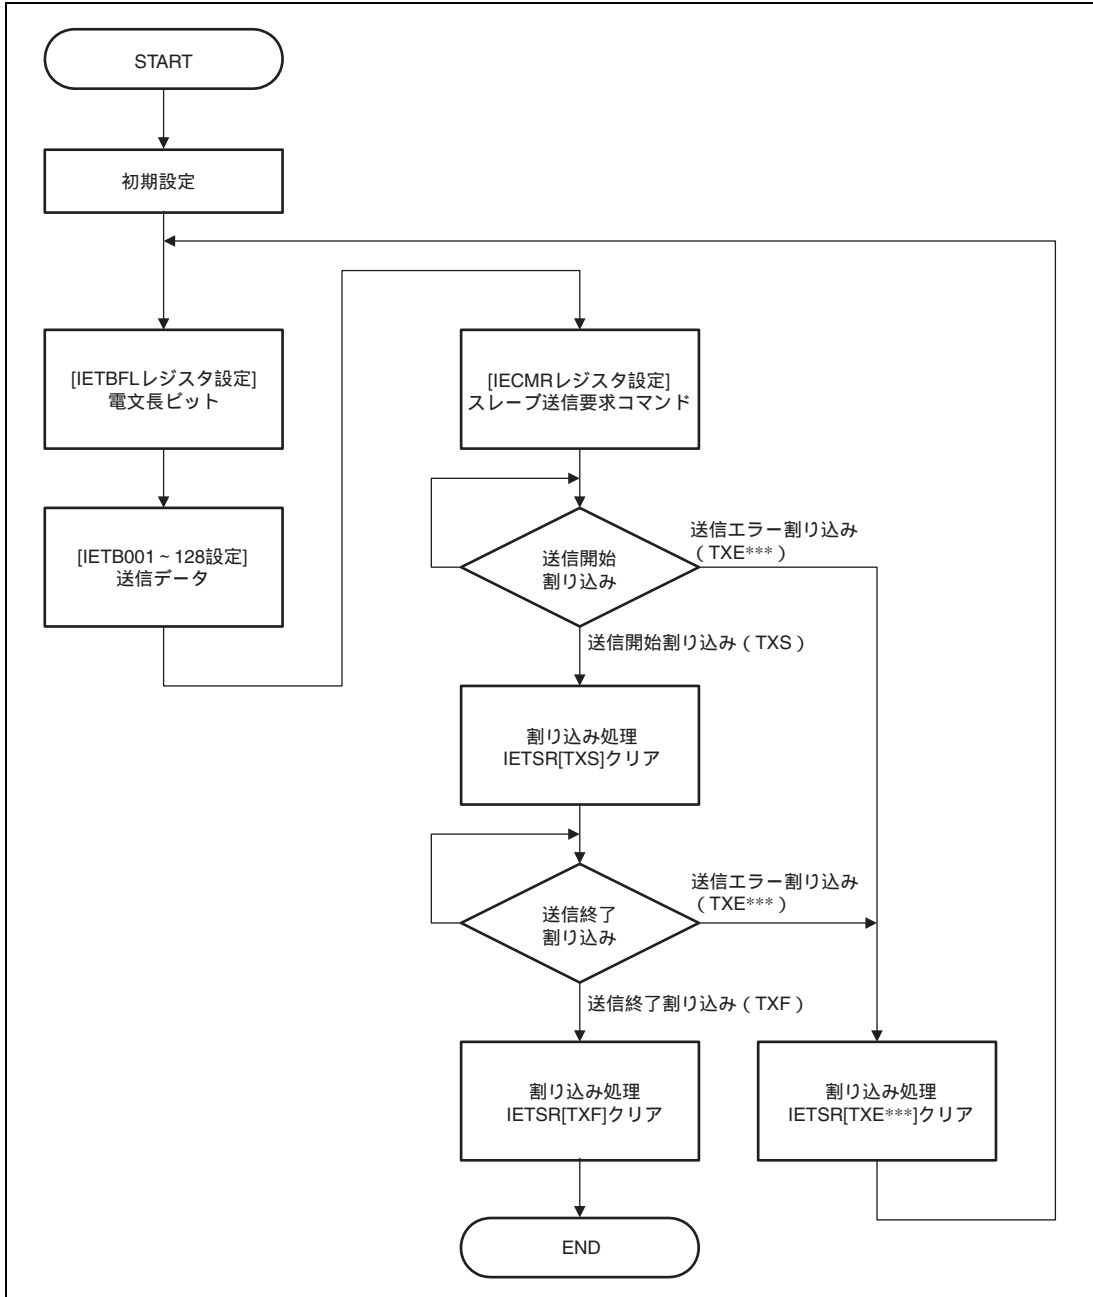 START
初期設定
[IETBFLレジスタ設定]
電文長ビット
[IETB001~128設定]
送信データ
[IECMRレジスタ設定]
スレーブ送信要求コマンド
送信開始
割り込み
送信エラー割り込み
(TXE***)
送信開始割り込み(TXS)
割り込み処理
IETSR[TXS]クリア
送信終了
割り込み
送信エラー割り込み
(TXE***)
送信終了割り込み(TXF)
割り込み処理
IETSR[TXF]クリア
割り込み処理
IETSR[TXE***]クリア
END